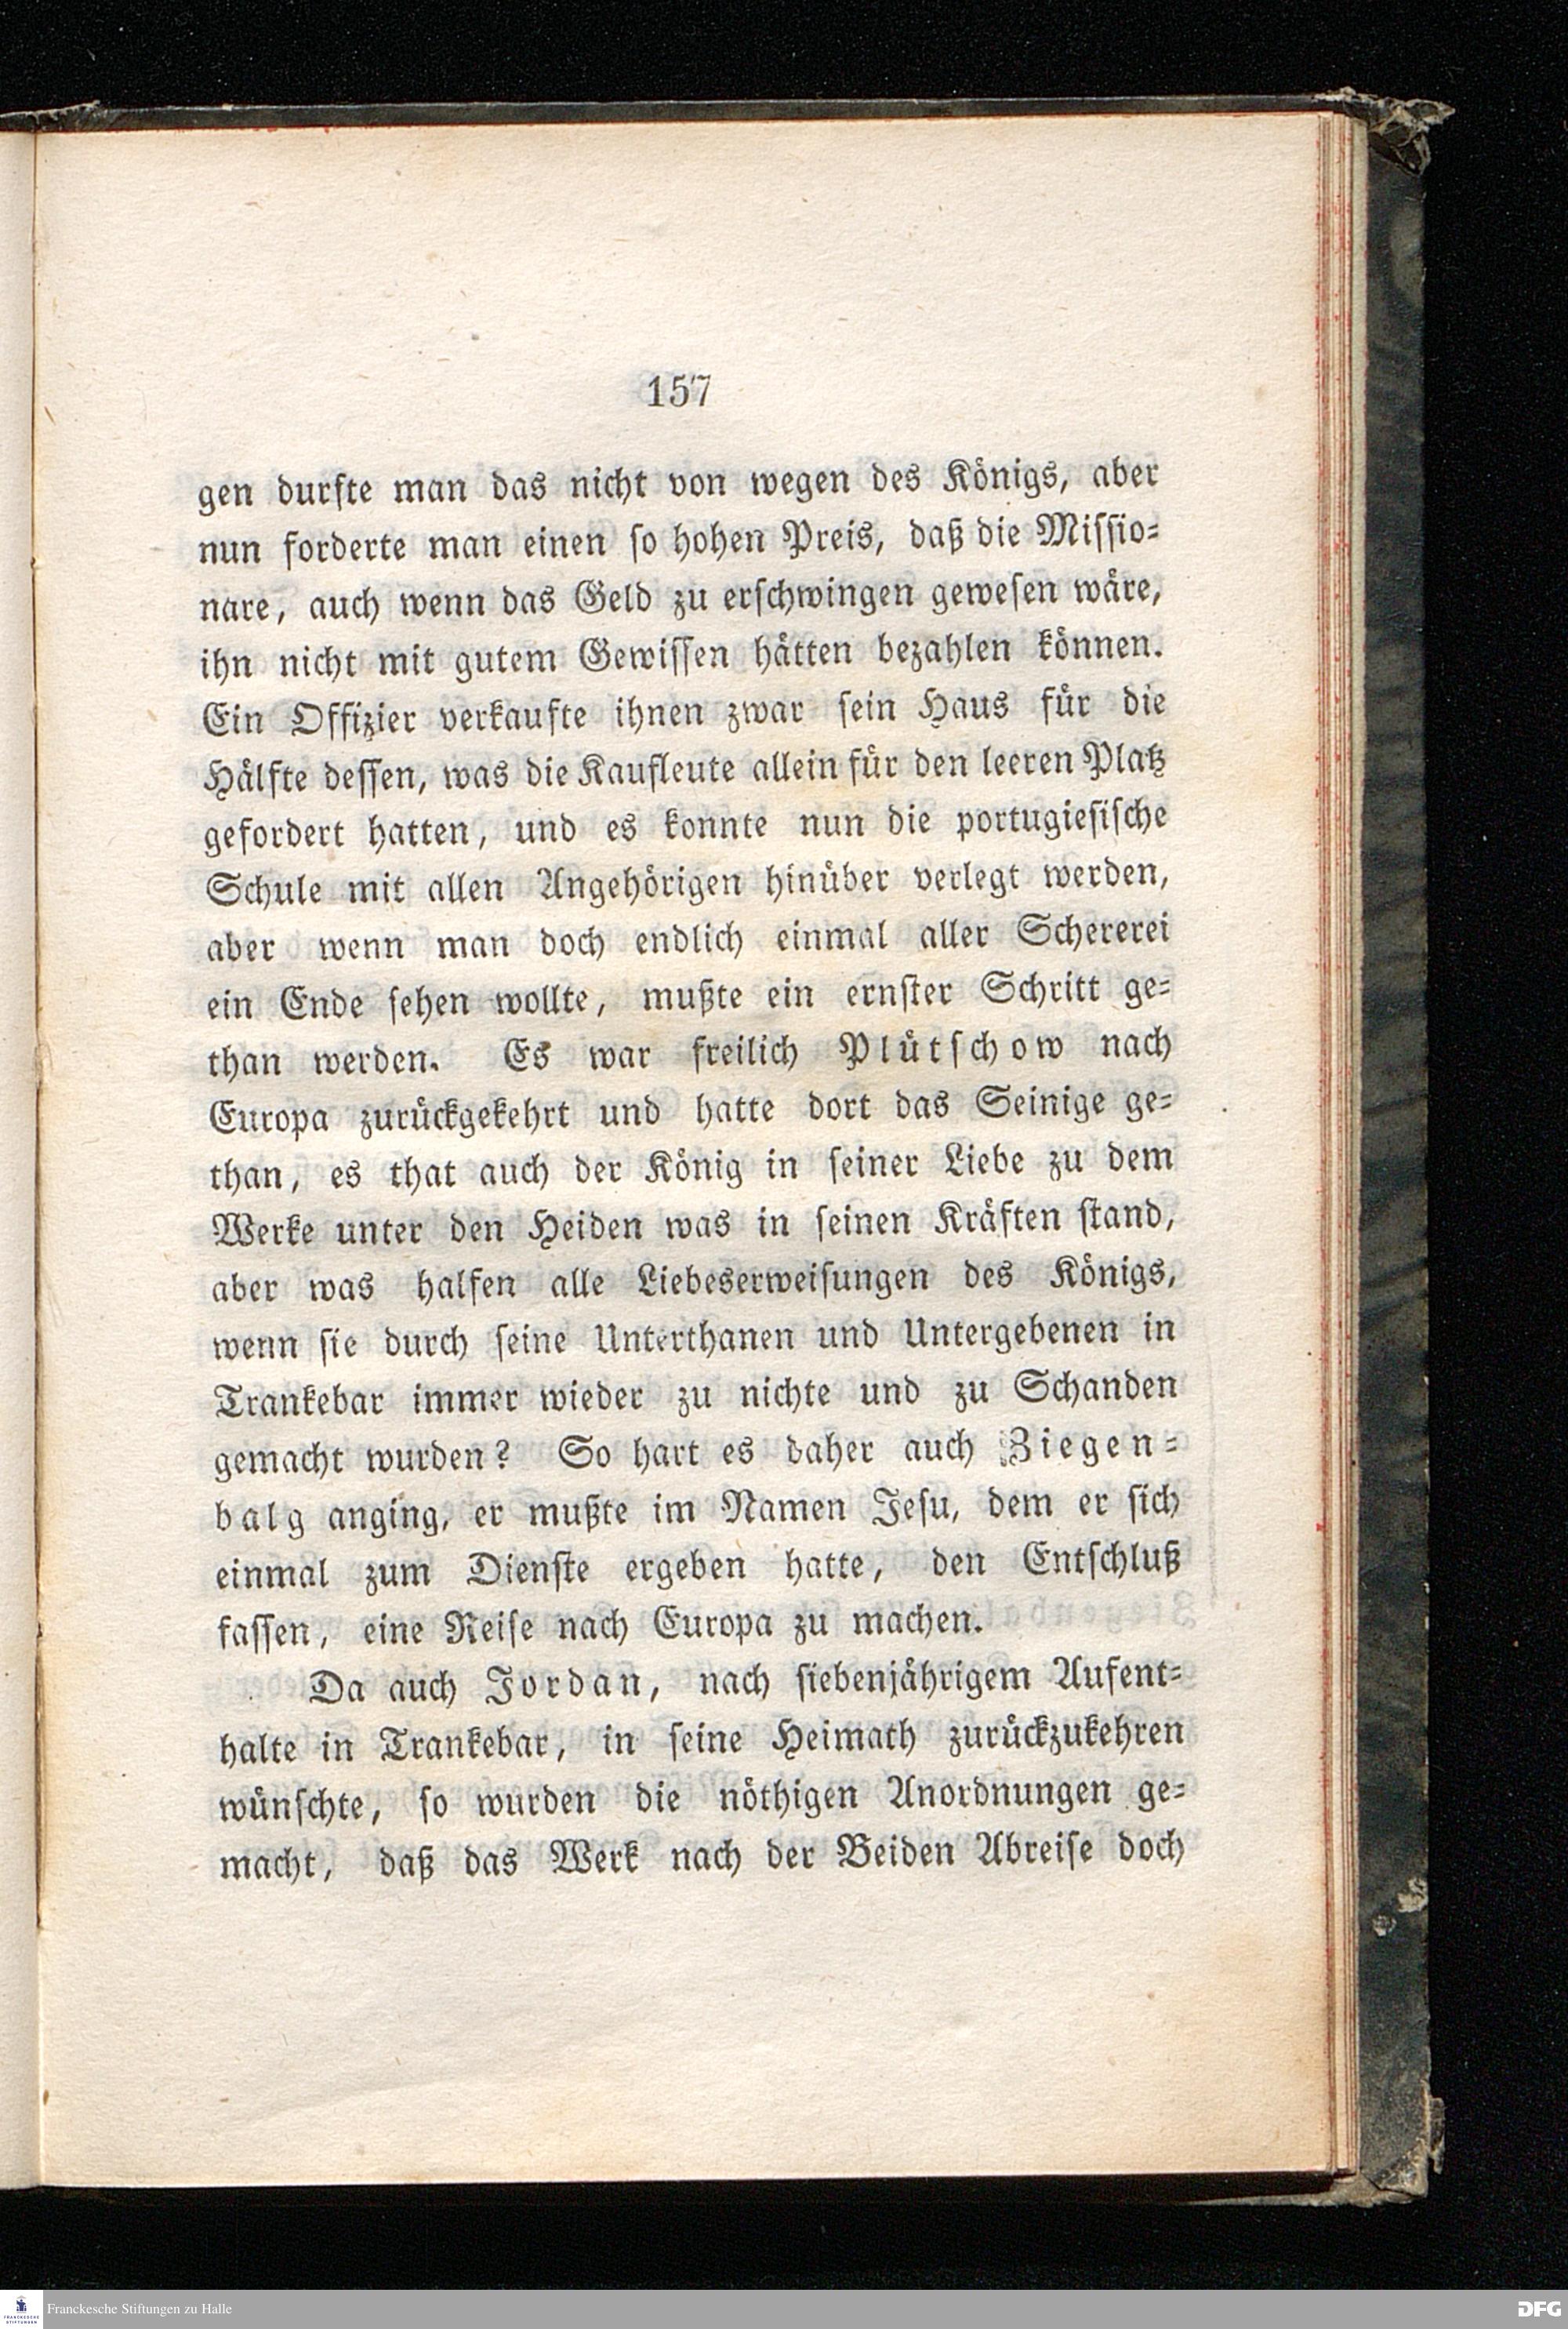 157
gen durfte man das nicht von wegen des Königs, aber
nun forderte man einen so hohen Preis, daß die Missio-
nare, auch wenn das Geld zu erschwingen gewesen wäre,
ihn nicht mit gutem Gewissen hätten bezahlen können.
Ein Offizier verkaufte ihnen zwar sein Haus für die
Hälfte dessen, was die Kaufleute allein für den leeren Platz
gefordert hatten, und es konnte nun die portugiesische
Schule mit allen Angehörigen hinüber verlegt werden,
aber wenn man doch endlich einmal aller Schererei
ein Ende sehen wollte, mußte ein ernster Schritt ge-
than werden. Es war freilich Plütschow nach
Europa zurückgekehrt und hatte dort das Seinige ge-
than, es that auch der König in seiner Liebe zu dem
Werke unter den Heiden was in seinen Kräften stand,
aber was halfen alle Liebeserweisungen des Königs,
wenn sie durch seine Unterthanen und Untergebenen in
Trankebar immer wieder zu nichte und zu Schanden
gemacht wurden? So hart es daher auch Ziegen-
balg anging, er mußte im Namen Jesu, dem er sich
einmal zum Dienste ergeben hatte, den Entschluß
fassen, eine Reise nach Europa zu machen.
Da auch Jordan, nach siebenjährigem Aufent-
halte in Trankebar, in seine Heimath zurückzukehren
wünschte, so wurden die nöthigen Anordnungen ge-
macht, daß das Werk nach der Beiden Abreise doch
FRANCKESCHE
STIFTUNGEN
Franckesche Stiftungen zu Halle
DFG